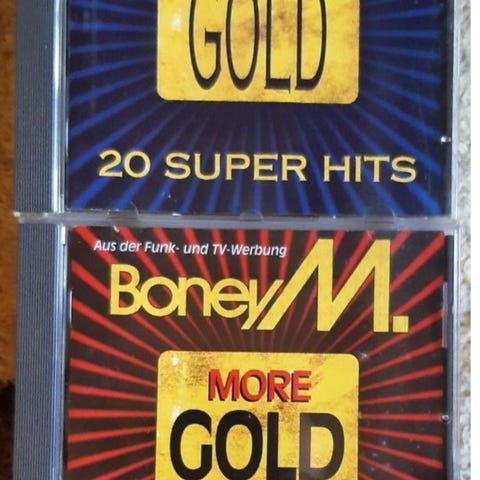 GOLD
20 SUPER HITS
Aus der Funk- und TV-Werbung
Boney M.
MORE
GOLD